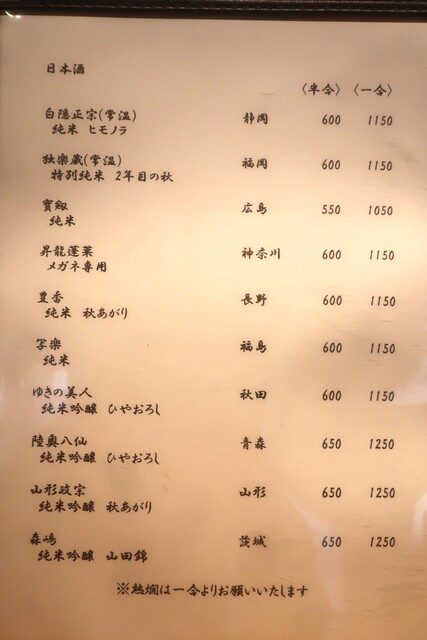 日本酒
〈半合〉 〈一合〉
白隠正宗(常温) 静岡 600 1150
純米 ヒモノラ
独楽蔵(常温) 福岡 600 1150
特別純米 2年目の秋
寳剱 広島 550 1050
純米
昇龍蓬莱 神奈川 600 1150
メガネ専用
豊香 長野 600 1150
純米 秋あがり
写楽 福島 600 1150
純米
ゆきの美人 秋田 600 1150
純米吟醸 ひやおろし
陸奥八仙 青森 650 1250
純米吟醸 ひやおろし
山形政宗 山形 650 1250
純米吟醸 秋あがり
森嶋 茨城 650 1250
純米吟醸 山田錦
※熱燗は一合よりお願いいたします